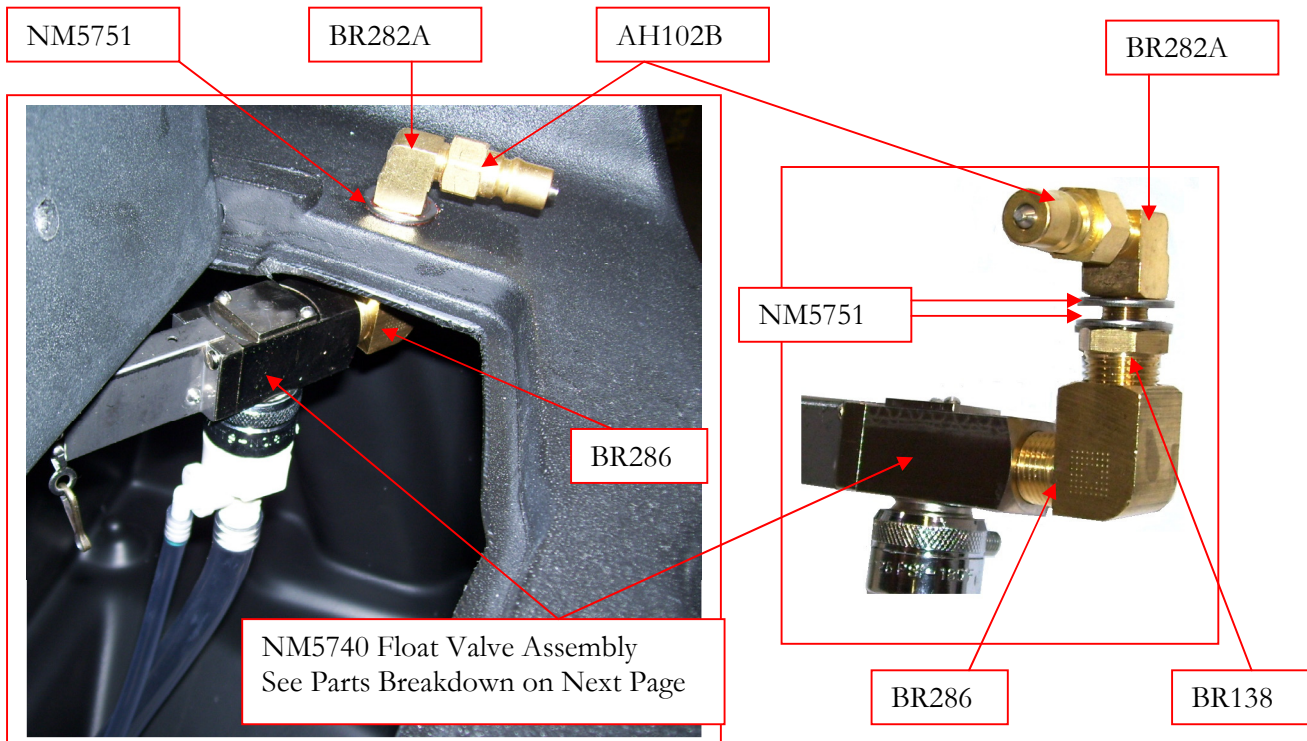 NM5751
BR282A
AH102B
BR282A
NM5751
BR286
NM5740 Float Valve Assembly
See Parts Breakdown on Next Page
BR286
BR138